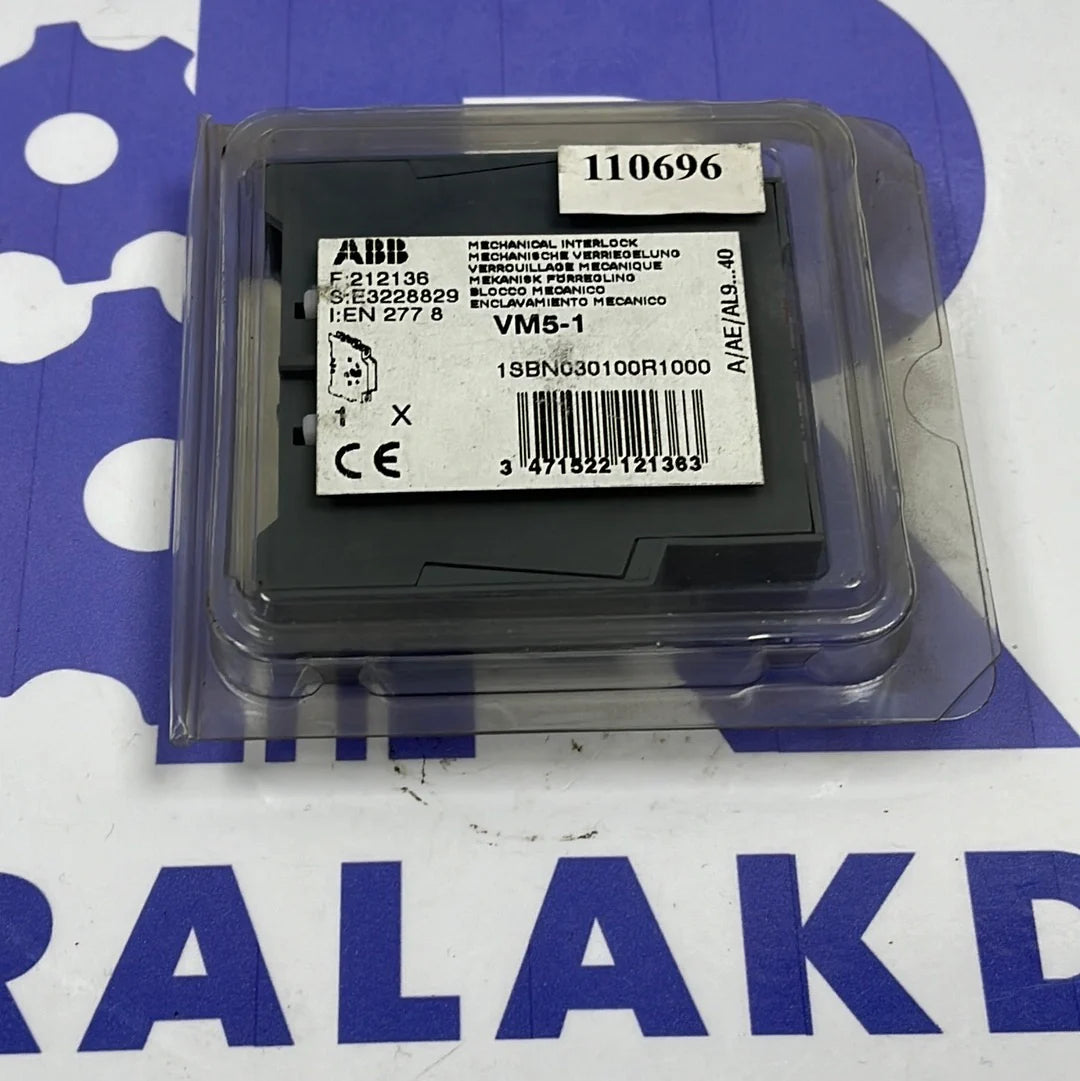 110696
ABB
F:212136
S:E3228829
I:EN 277 8
MECHANICAL INTERLOCK
MECHANISCHE VERRIEGELUNG
VERROUILLAGE MECANIQUE
MEKANISK FÖRREGLING
BLOCCO MECANICO
ENCLAVAMIENTO MECANICO
VM5-1
1SBN030100R1000
A/AE/AL9...40
1 X
CE
3 471522 121363
RALAKD